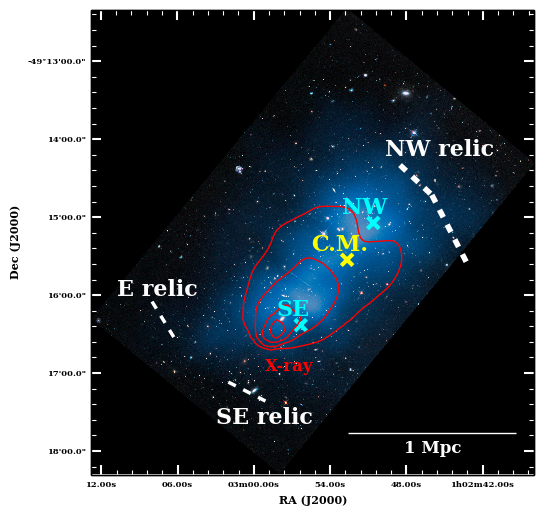 -49°13'00.0"
14'00.0"
15'00.0"
16'00.0"
17'00.0"
18'00.0"
Dec (J2000)
NW relic
NW
C.M.
E relic
SE
X-ray
SE relic
1 Mpc
12.00s 06.00s 03m00.00s 54.00s 48.00s 1h02m42.00s
RA (J2000)